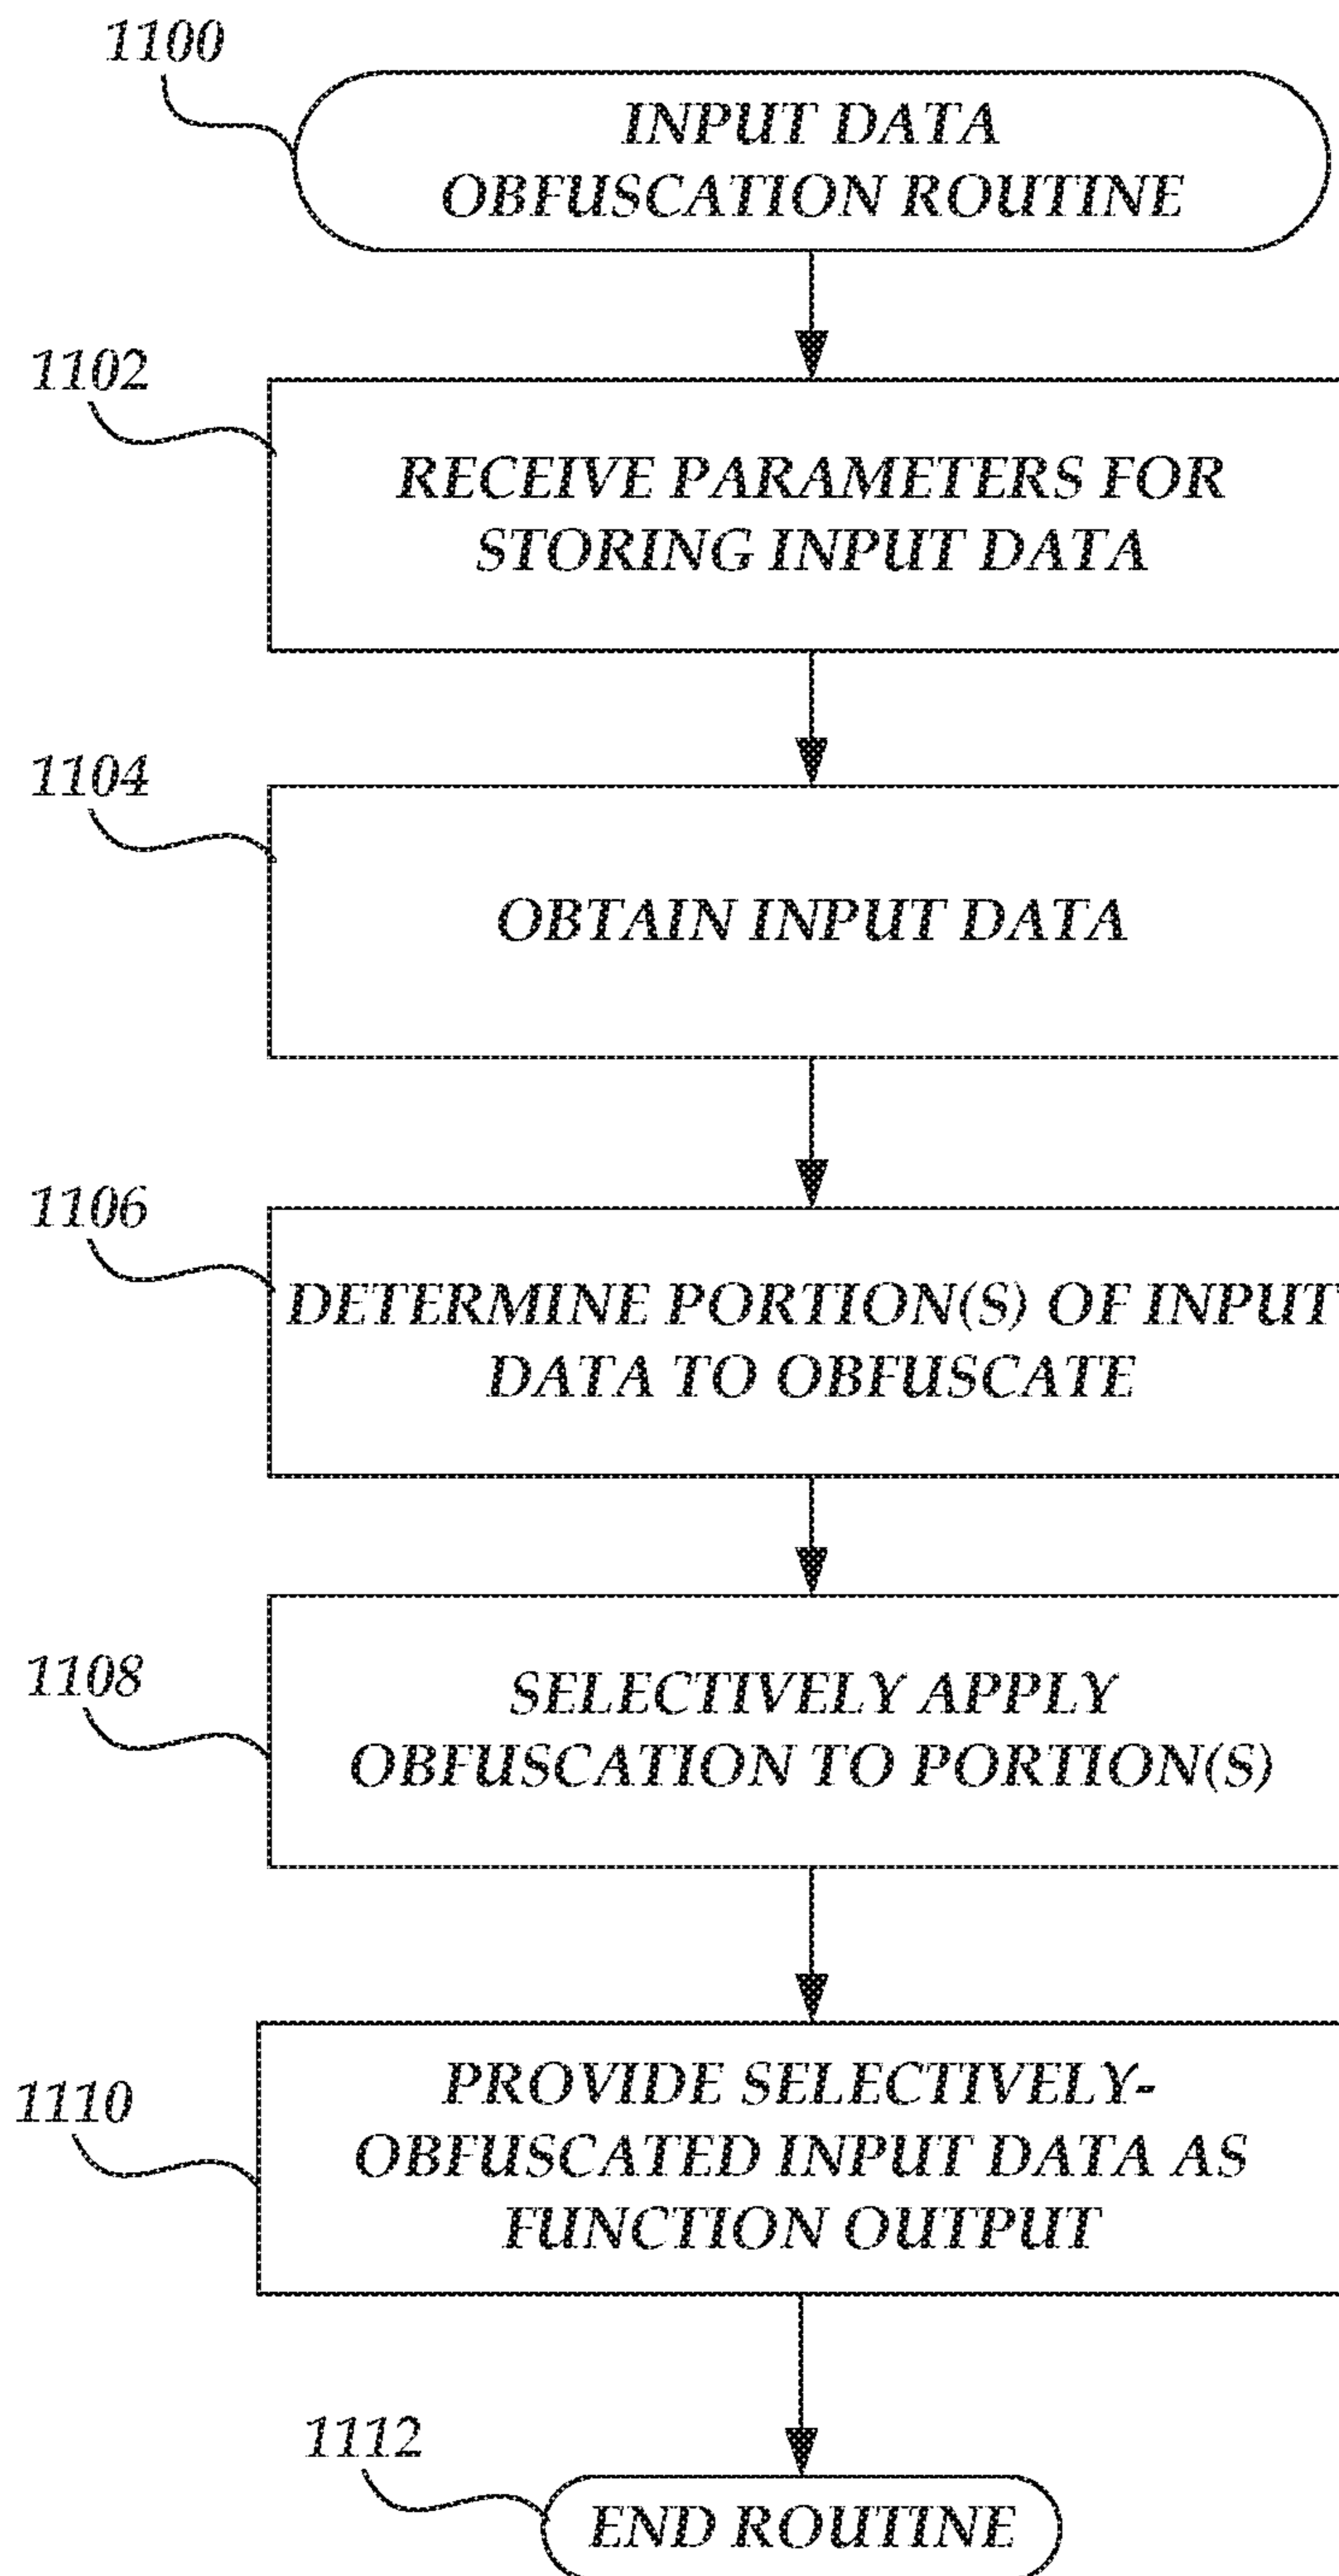 1100
INPUT DATA
OBFUSCATION ROUTINE
1102
RECEIVE PARAMETERS FOR
STORING INPUT DATA
1104
OBTAIN INPUT DATA
1106
DETERMINE PORTION(S) OF INPUT
DATA TO OBFUSCATE
1108
SELECTIVELY APPLY
OBFUSCATION TO PORTION(S)
1110
PROVIDE SELECTIVELY-
OBFUSCATED INPUT DATA AS
FUNCTION OUTPUT
1112
END ROUTINE